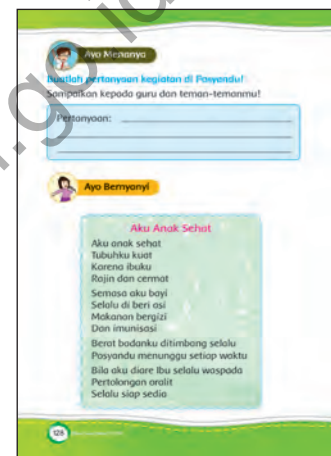 Ayo Menanya
Buatlah pertanyaan kegiatan di Posyandu!
Sampaikan kepada guru dan teman-temanmu!
Pertanyaan:
Ayo Bernyanyi
Aku Anak Sehat
Aku anak sehat
Tubuhku kuat
Karena ibuku
Rajin dan cermat
Semasa aku bayi
Selalu di beri asi
Makanan bergizi
Dan imunisasi
Berat badanku ditimbang selalu
Posyandu menunggu setiap waktu
Bila aku diare Ibu selalu waspada
Pertolongan oralit
Selalu siap sedia